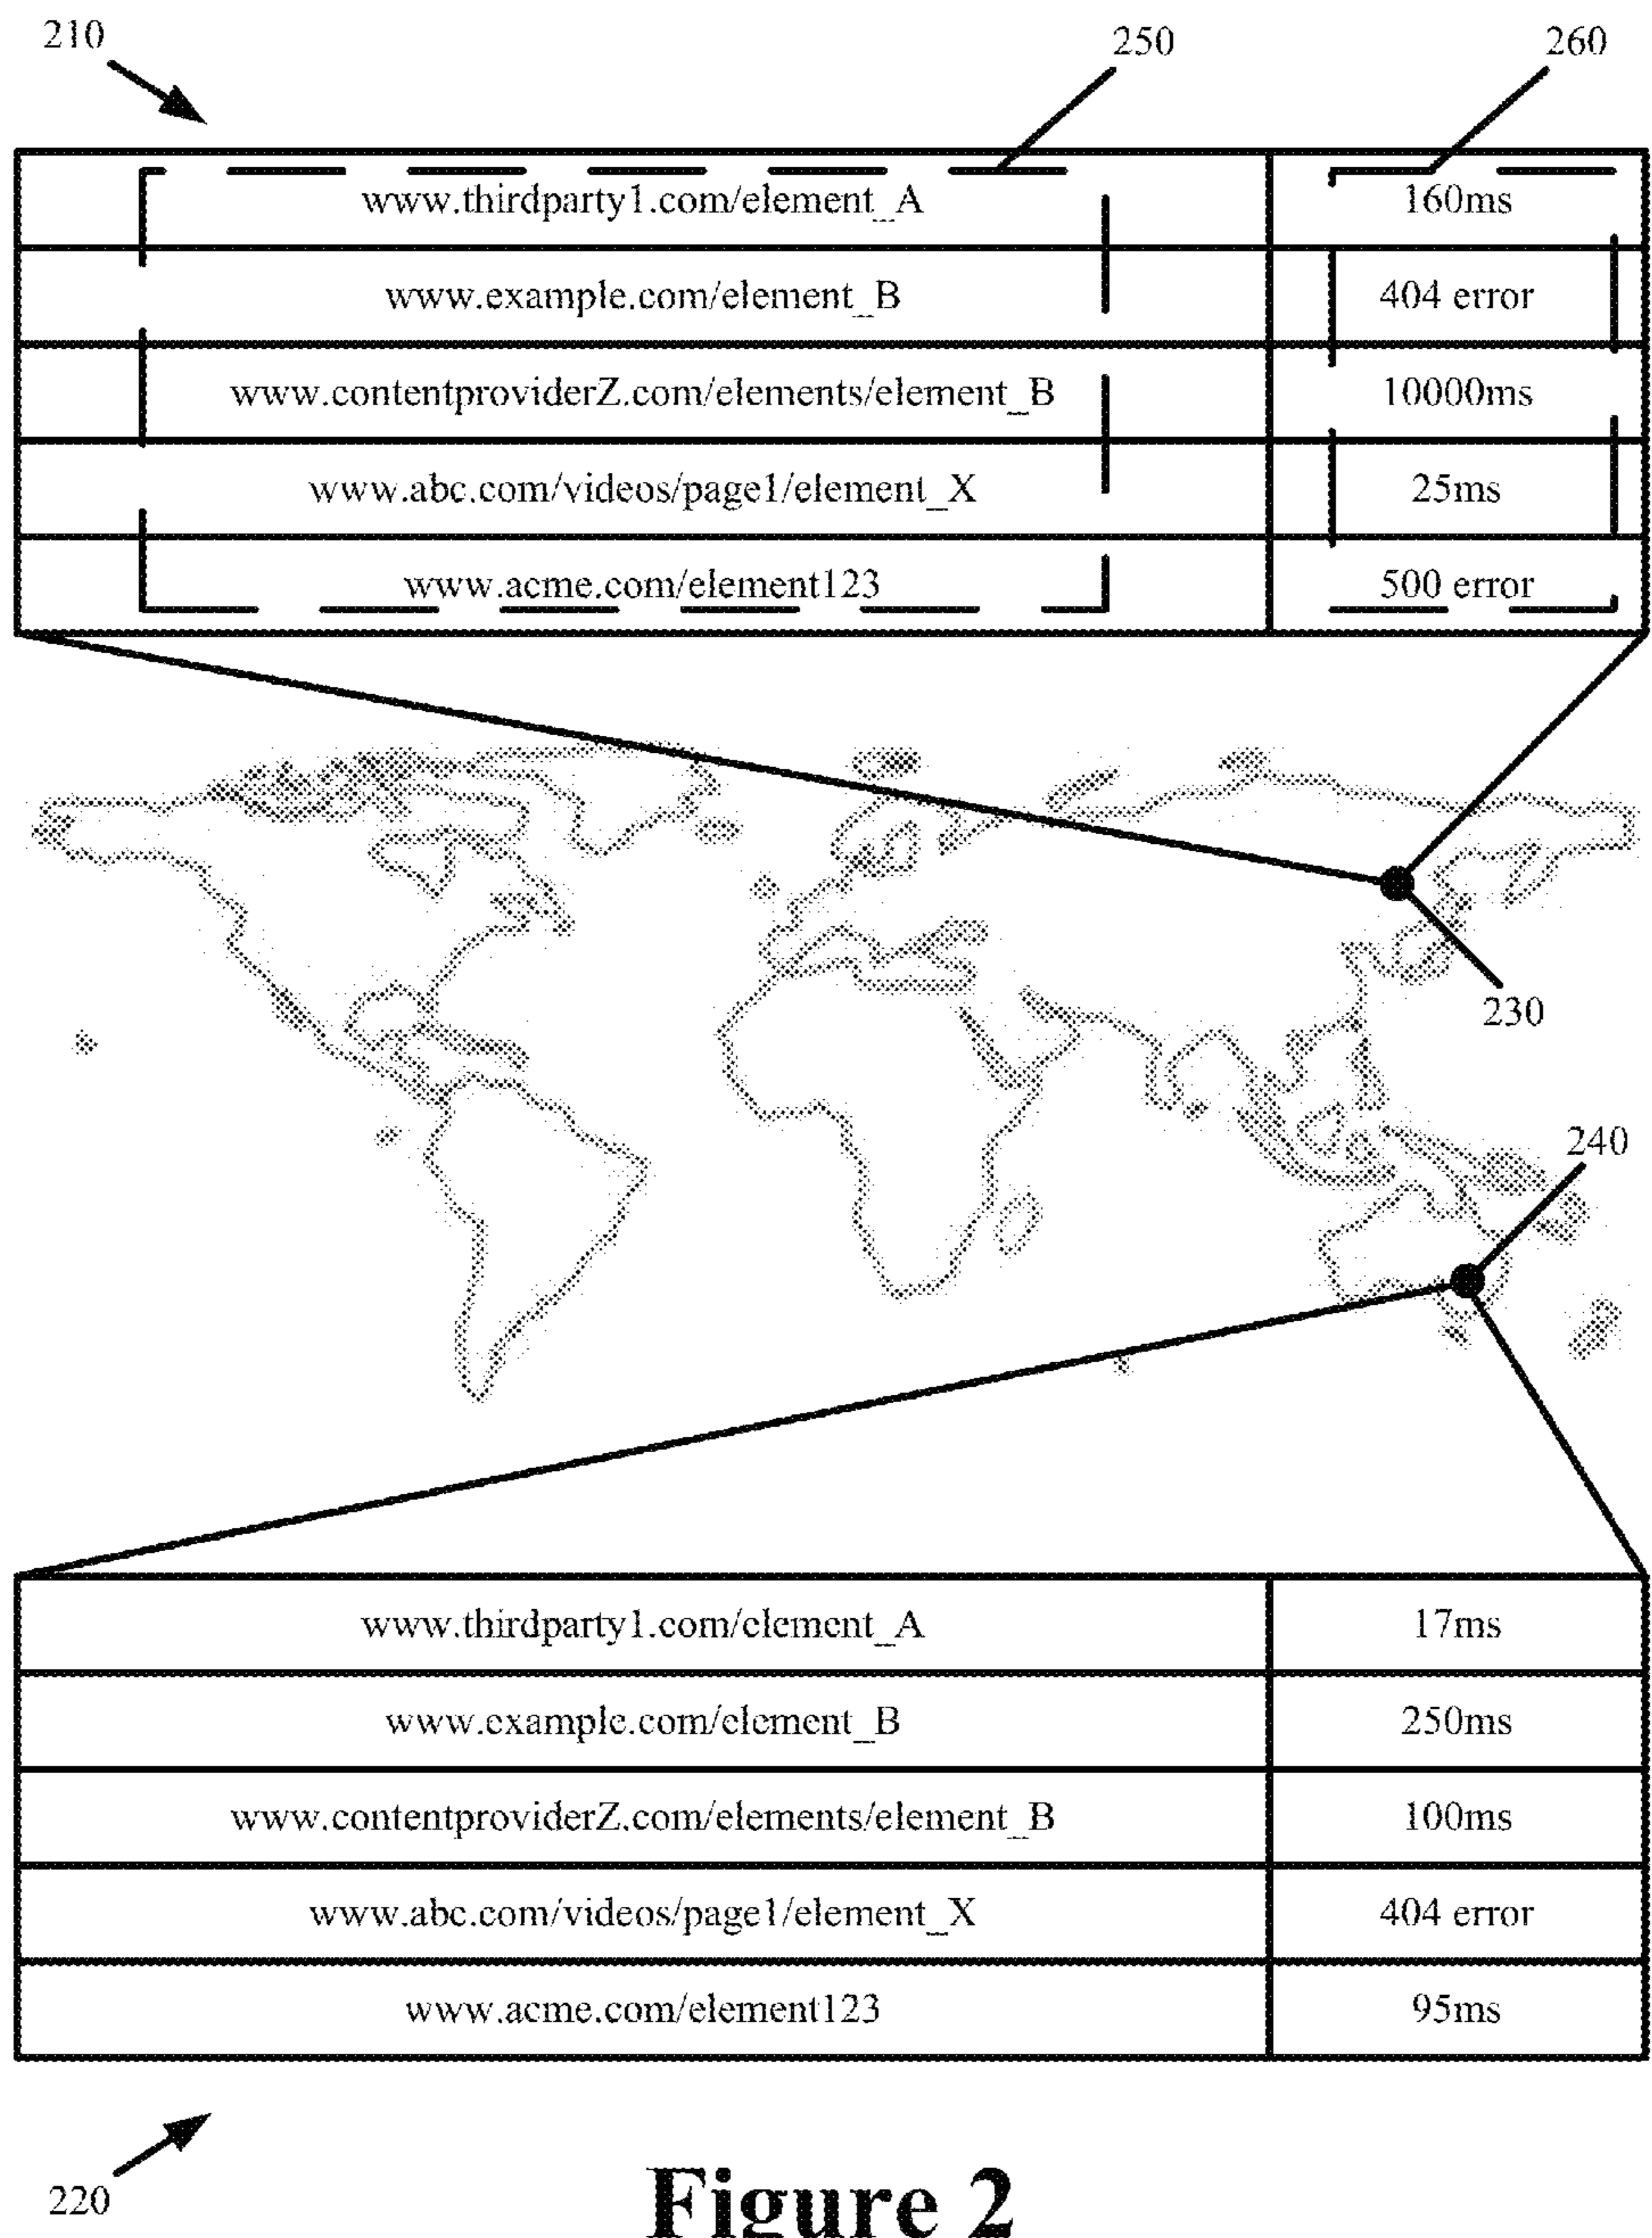 210
250
260
www.thirdparty1.com/element_A 160ms
www.example.com/element_B 404 error
www.contentproviderZ.com/elements/element_B 10000ms
www.abc.com/videos/page1/element_X 25ms
www.acme.com/element123 500 error
230
240
www.thirdparty1.com/element_A 17ms
www.example.com/element_B 250ms
www.contentproviderZ.com/elements/element_B 100ms
www.abc.com/videos/page1/element_X 404 error
www.acme.com/element123 95ms
220
Figure 2